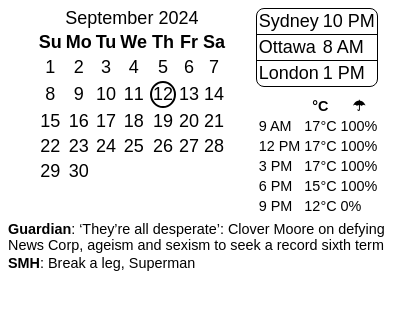 September 2024
Su Mo Tu We Th Fr Sa
1 2 3 4 5 6 7
8 9 10 11 12 13 14
15 16 17 18 19 20 21
22 23 24 25 26 27 28
29 30
Sydney 10 PM
Ottawa 8 AM
London 1 PM
°C ☂
9 AM 17°C 100%
12 PM 17°C 100%
3 PM 17°C 100%
6 PM 15°C 100%
9 PM 12°C 0%
Guardian: ‘They’re all desperate’: Clover Moore on defying
News Corp, ageism and sexism to seek a record sixth term
SMH: Break a leg, Superman